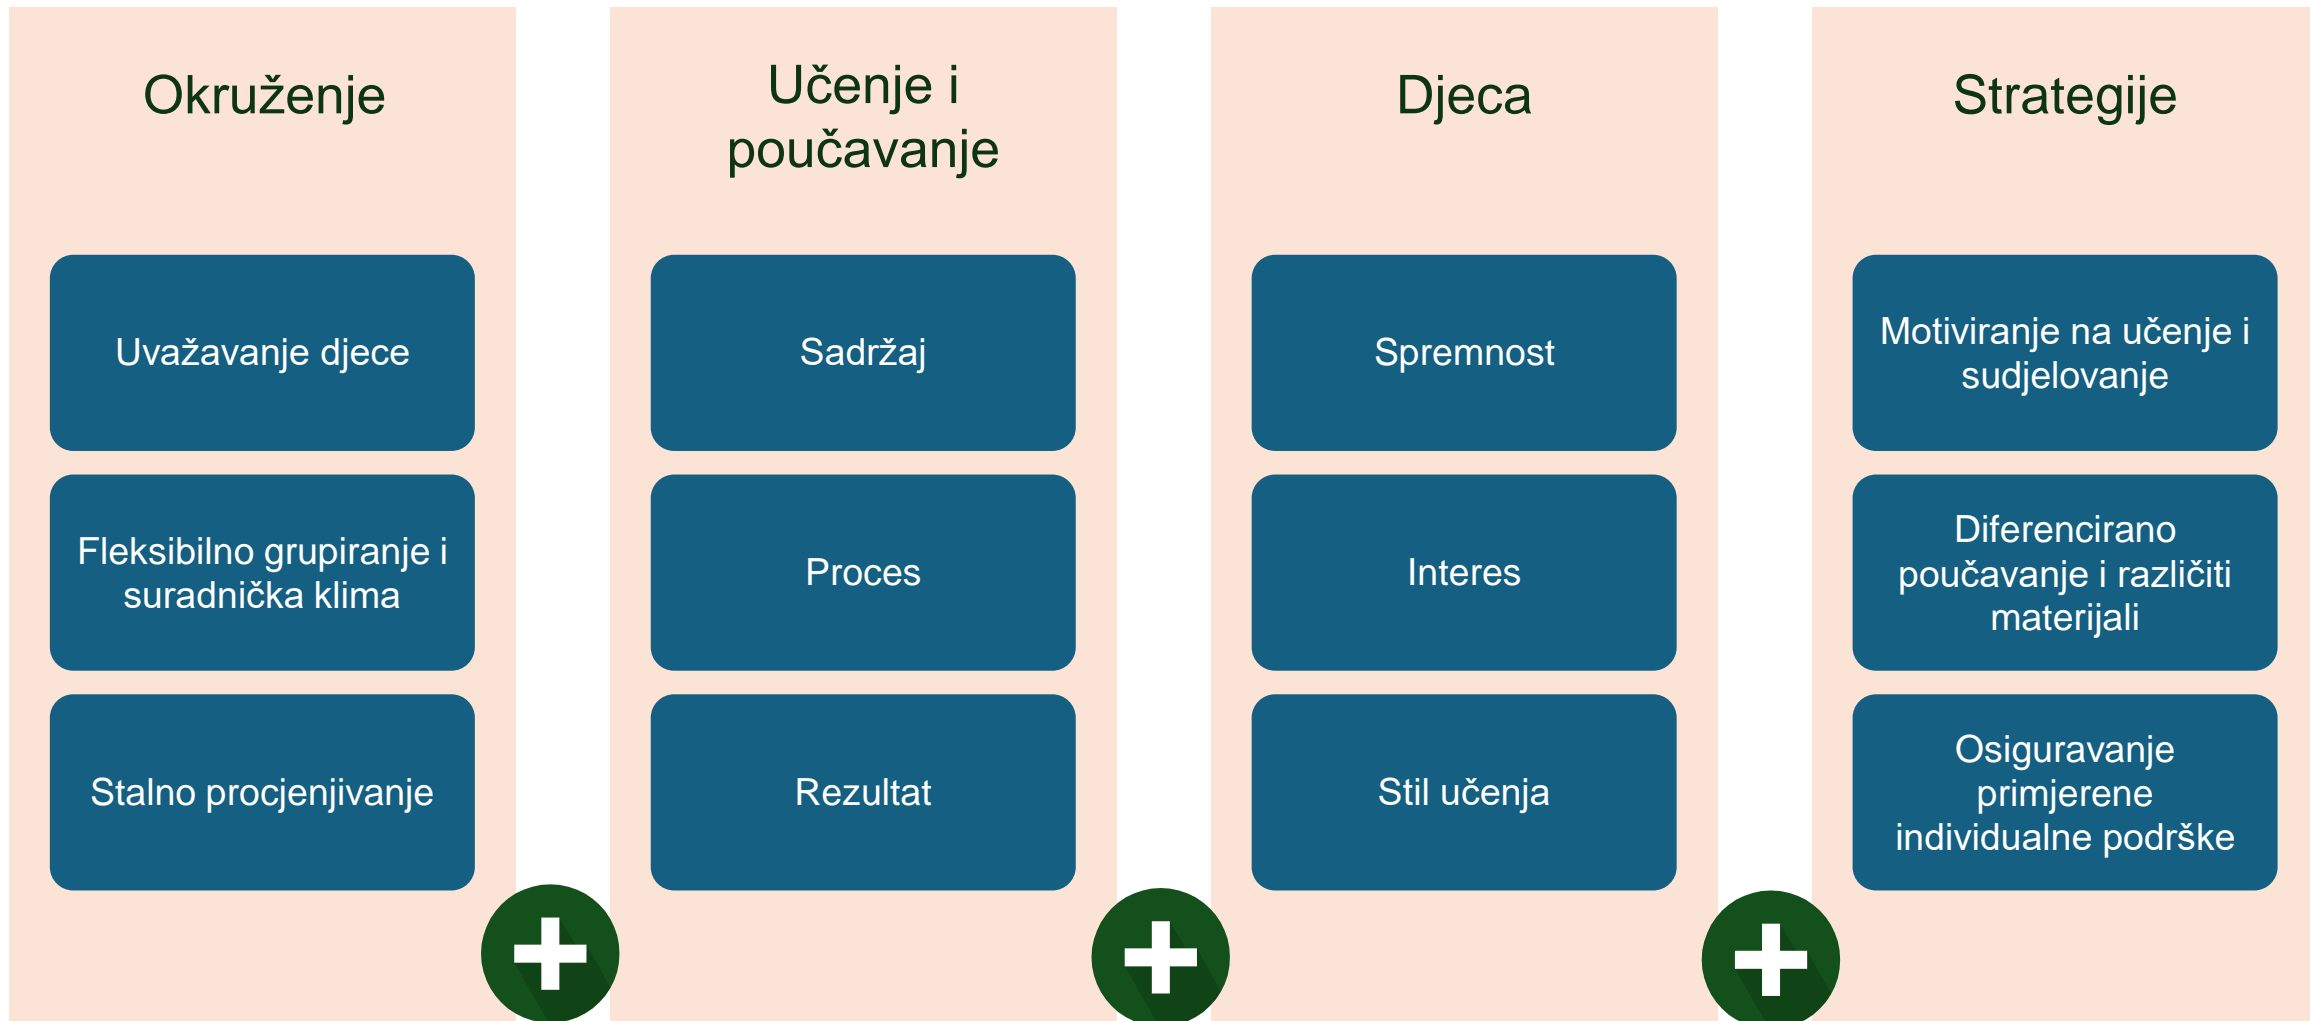 Okruženje
Uvažavanje djece
Fleksibilno grupiranje i
suradnička klima
Stalno procjenjivanje
Učenje i
poučavanje
Sadržaj
Proces
Rezultat
Djeca
Spremnost
Interes
Stil učenja
Strategije
Motiviranje na učenje i
sudjelovanje
Diferencirano
poučavanje i različiti
materijali
Osiguravanje
primjerene
individualne podrške